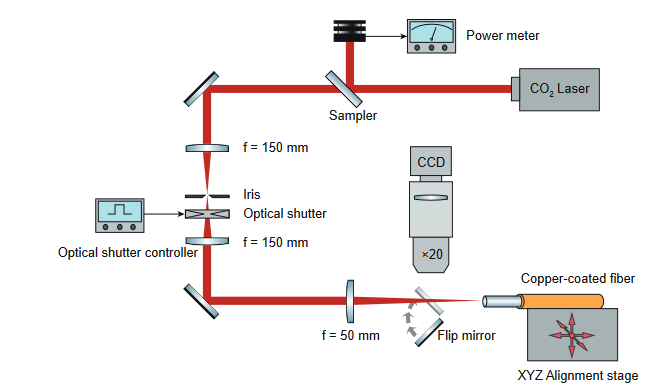 Power meter
CO₂ Laser
Sampler
f = 150 mm
CCD
Iris
Optical shutter
f = 150 mm
Optical shutter controller
×20
Copper-coated fiber
f = 50 mm
Flip mirror
XYZ Alignment stage